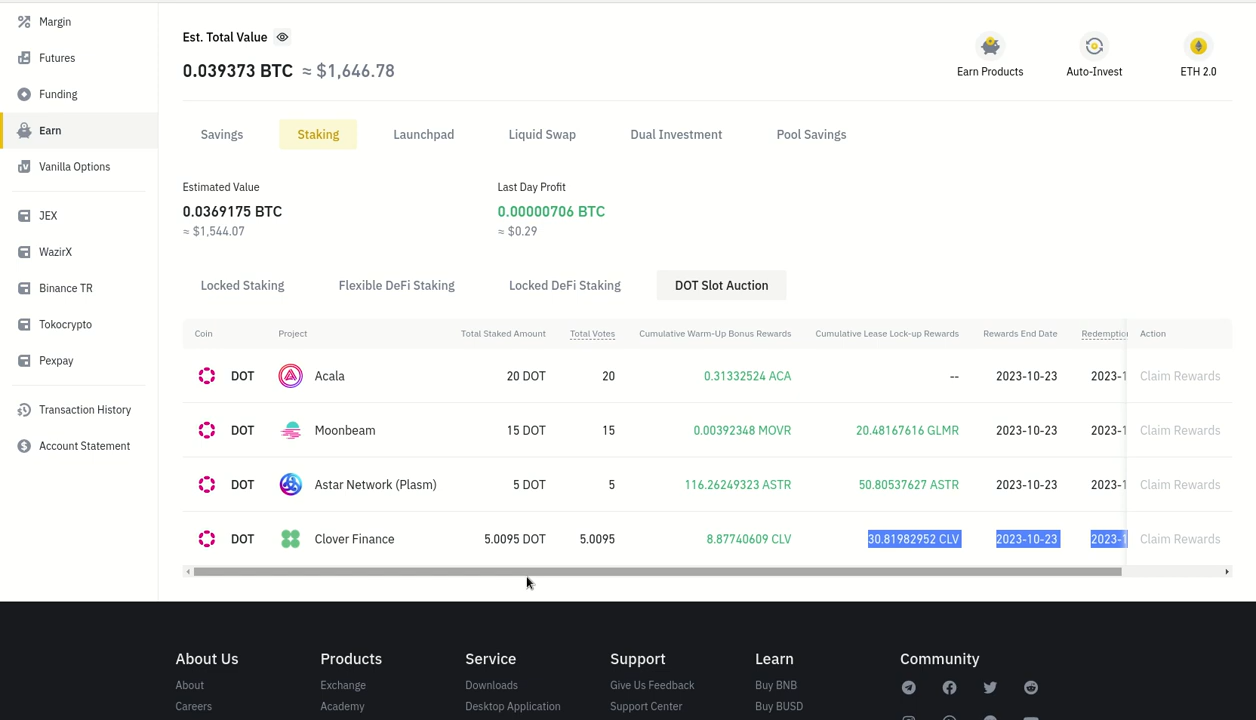 Margin
Futures
Funding
Earn
Vanilla Options
JEX
WazirX
Binance TR
Tokocrypto
Pexpay
Transaction History
Account Statement
Est. Total Value
0.039373 BTC ≈ $1,646.78
Earn Products Auto-Invest ETH 2.0
Savings Staking Launchpad Liquid Swap Dual Investment Pool Savings
Estimated Value Last Day Profit
0.0369175 BTC 0.00000706 BTC
≈ $1,544.07 ≈ $0.29
Locked Staking Flexible DeFi Staking Locked DeFi Staking DOT Slot Auction
Coin Project Total Staked Amount Total Votes Cumulative Warm-Up Bonus Rewards Cumulative Lease Lock-up Rewards Rewards End Date Redemption Action
DOT Acala 20 DOT 20 0.31332524 ACA -- 2023-10-23 2023-1 Claim Rewards
DOT Moonbeam 15 DOT 15 0.00392348 MOVR 20.48167616 GLMR 2023-10-23 2023-1 Claim Rewards
DOT Astar Network (Plasm) 5 DOT 5 116.26249323 ASTR 50.80537627 ASTR 2023-10-23 2023-1 Claim Rewards
DOT Clover Finance 5.0095 DOT 5.0095 8.87740609 CLV 30.81982952 CLV 2023-10-23 2023-1 Claim Rewards
About Us Products Service Support Learn Community
About Exchange Downloads Give Us Feedback Buy BNB
Careers Academy Desktop Application Support Center Buy BUSD